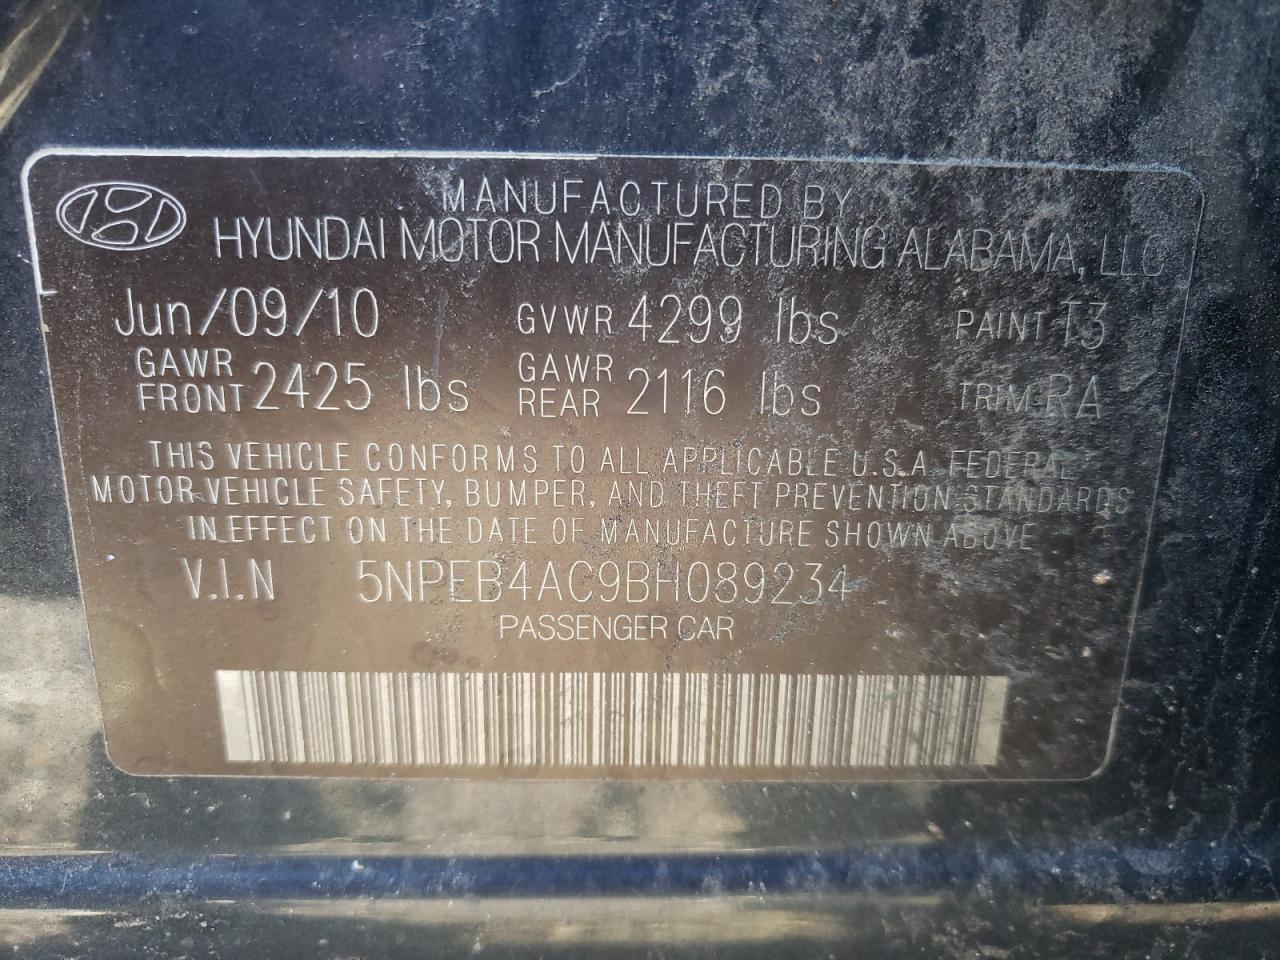 MANUFACTURED BY
HYUNDAI MOTOR MANUFACTURING ALABAMA, LLC
Jun/09/10 GVWR 4299 lbs PAINT T3
GAWR FRONT 2425 lbs GAWR REAR 2116 lbs TRIM RA
THIS VEHICLE CONFORMS TO ALL APPLICABLE U.S.A. FEDERAL
MOTOR VEHICLE SAFETY, BUMPER, AND THEFT PREVENTION STANDARDS
IN EFFECT ON THE DATE OF MANUFACTURE SHOWN ABOVE
V.I.N 5NPEB4AC9BH089234
PASSENGER CAR